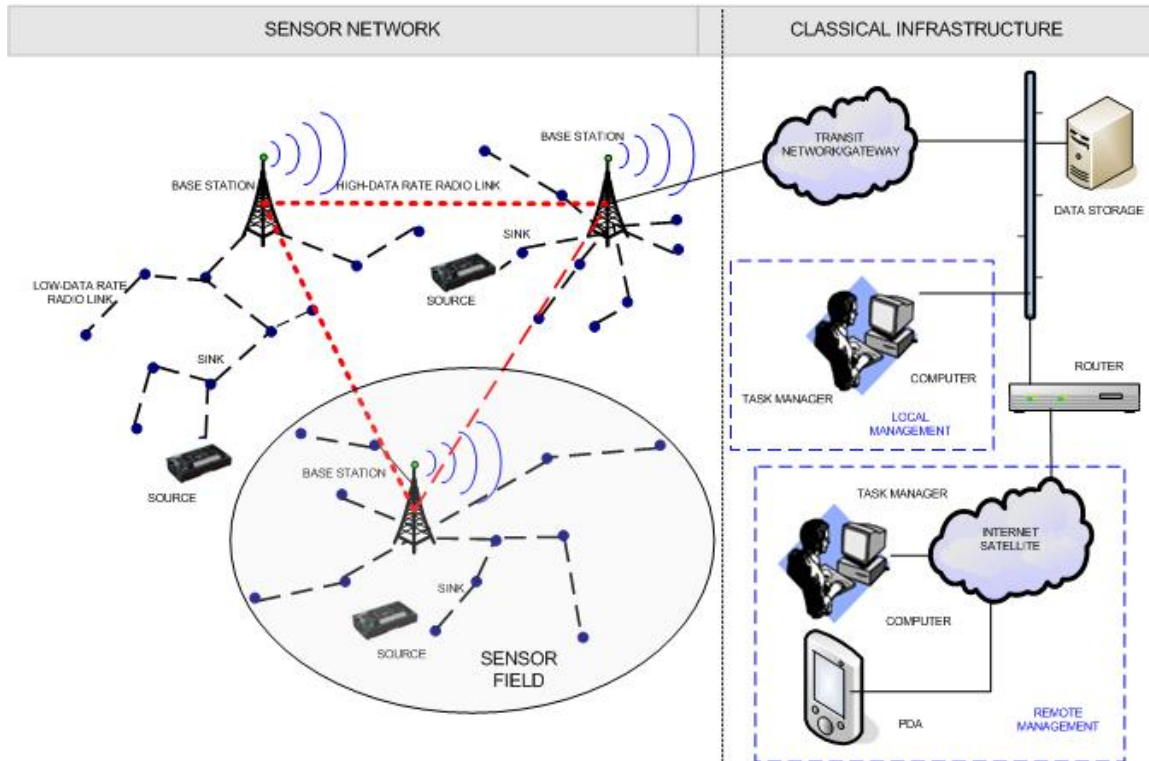 SENSOR NETWORK
CLASSICAL INFRASTRUCTURE
BASE STATION
BASE STATION
HIGH-DATA RATE RADIO LINK
TRANSIT
NETWORK/GATEWAY
DATA STORAGE
SINK
SOURCE
LOW-DATA RATE
RADIO LINK
SINK
SOURCE
COMPUTER
TASK MANAGER
LOCAL
MANAGEMENT
ROUTER
BASE STATION
SINK
SOURCE
SENSOR
FIELD
TASK MANAGER
INTERNET
SATELLITE
COMPUTER
PDA
REMOTE
MANAGEMENT